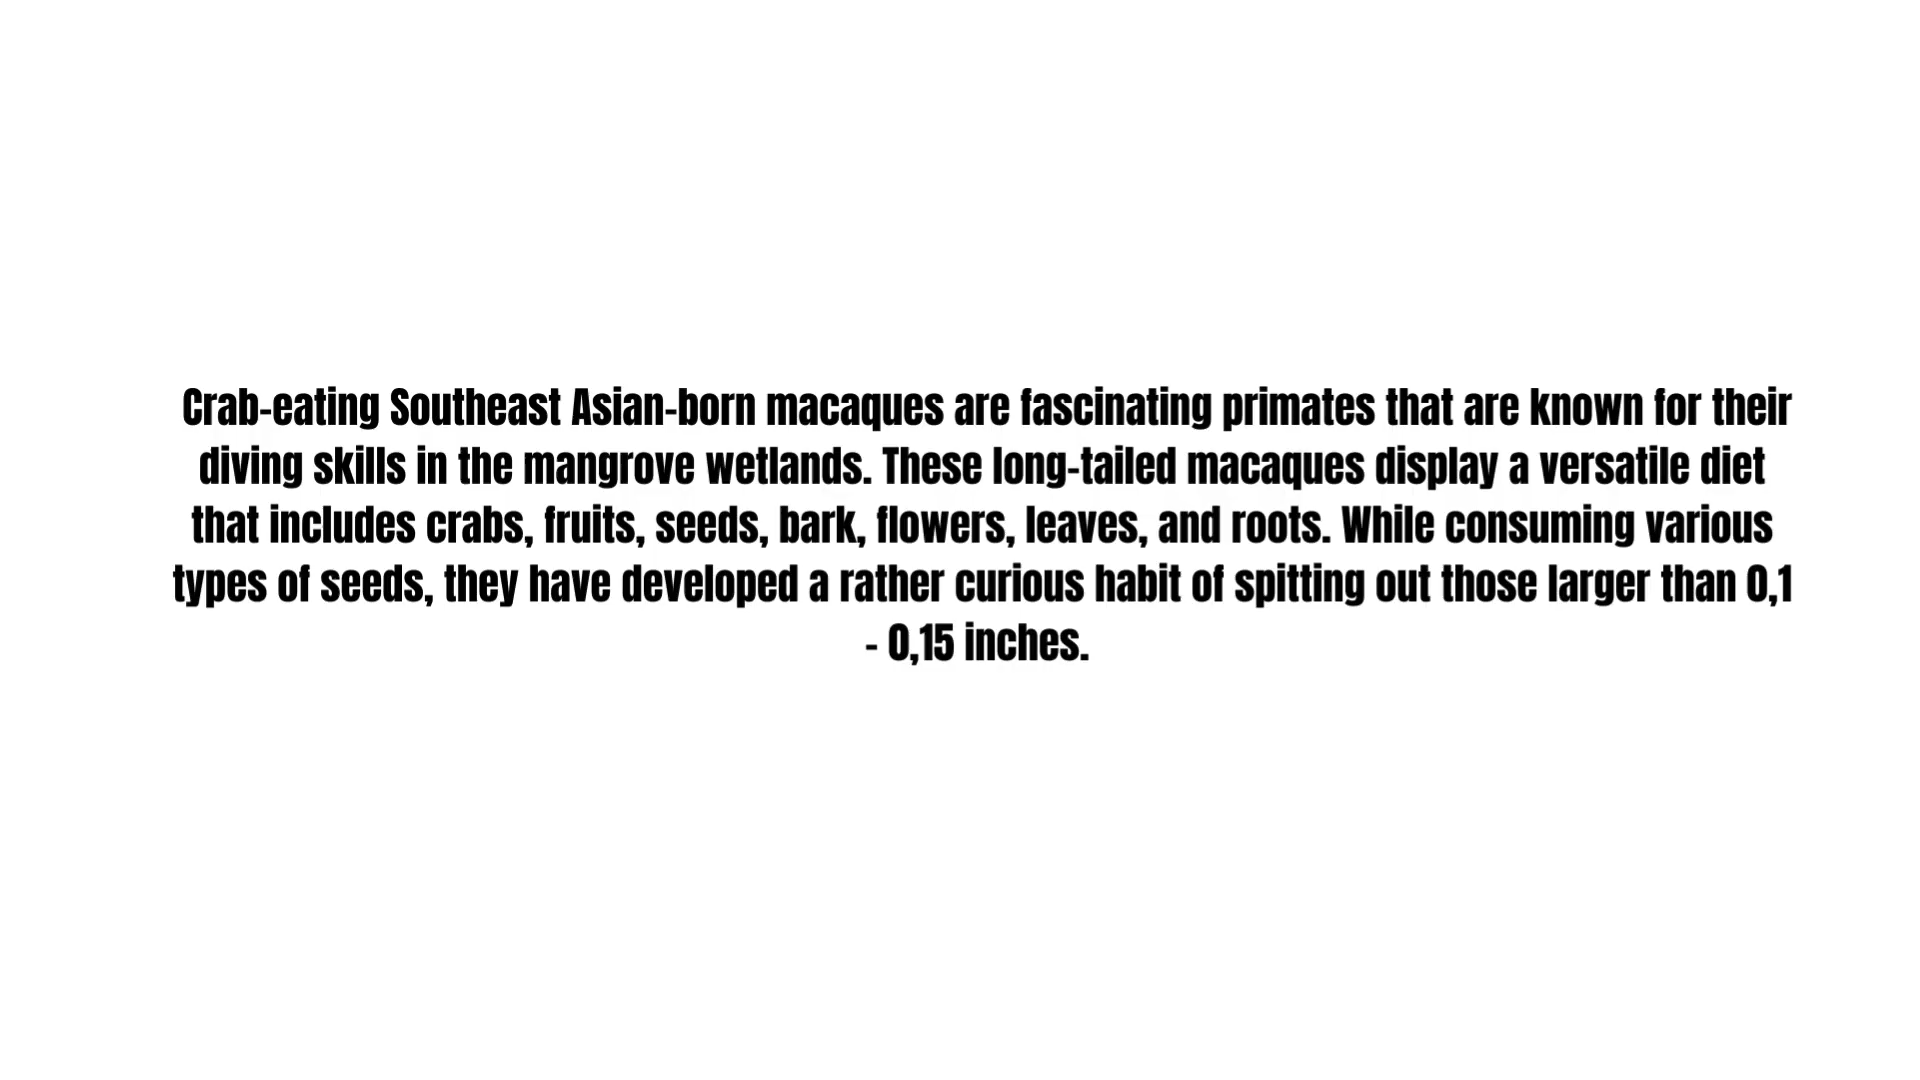 Crab-eating Southeast Asian-born macaques are fascinating primates that are known for their
diving skills in the mangrove wetlands. These long-tailed macaques display a versatile diet
that includes crabs, fruits, seeds, bark, flowers, leaves, and roots. While consuming various
types of seeds, they have developed a rather curious habit of spitting out those larger than 0,1
- 0,15 inches.